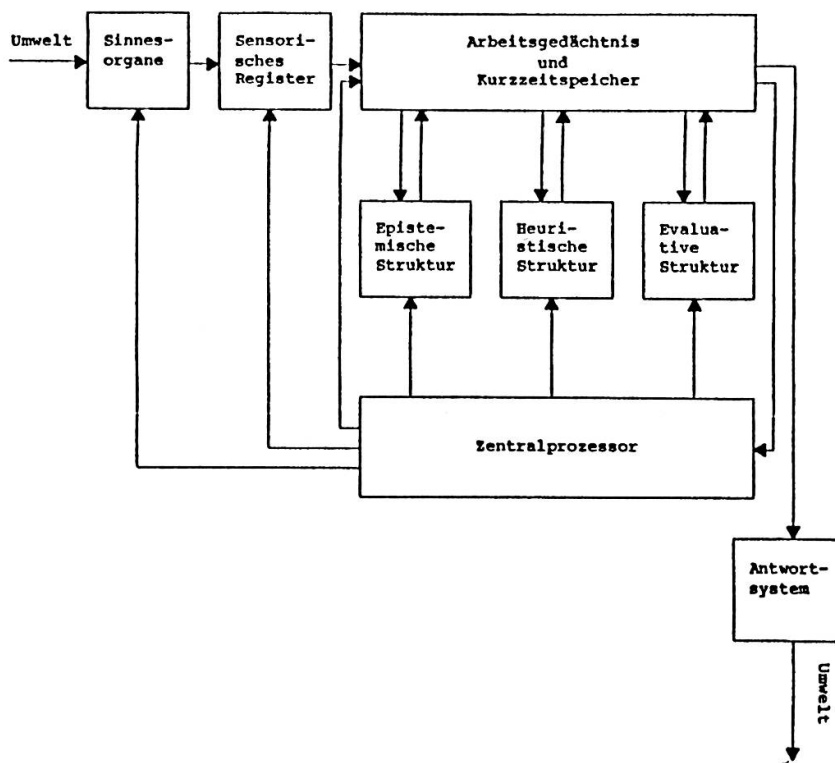 Umwelt
Sinnes-
organe
Sensori-
sches
Register
Arbeitsgedächtnis
und
Kurzzeitspeicher
Episte-
mische
Struktur
Heuri-
stische
Struktur
Evalua-
tive
Struktur
Zentralprozessor
Antwort-
system
Umwelt